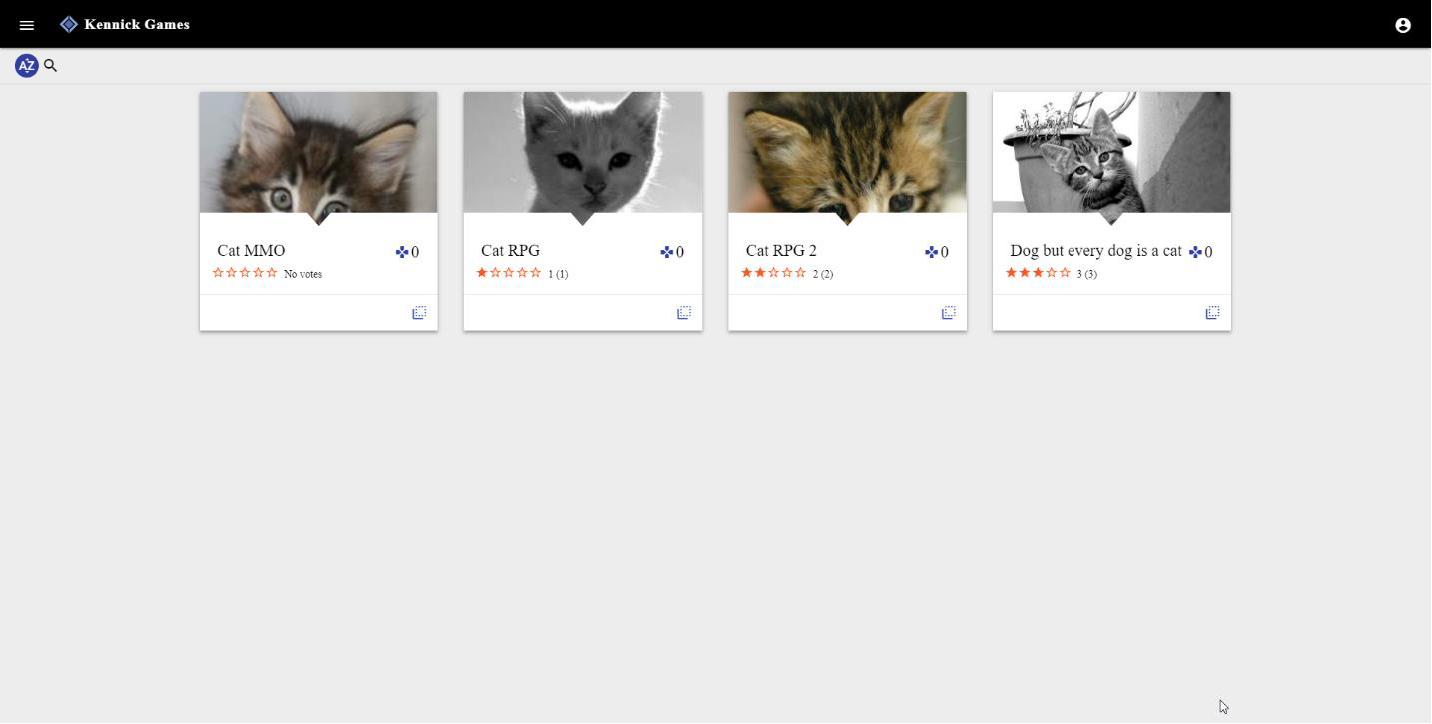 Kennick Games
AZ
Cat MMO 0
No votes
Cat RPG 0
1 (1)
Cat RPG 2 0
2 (2)
Dog but every dog is a cat 0
3 (3)